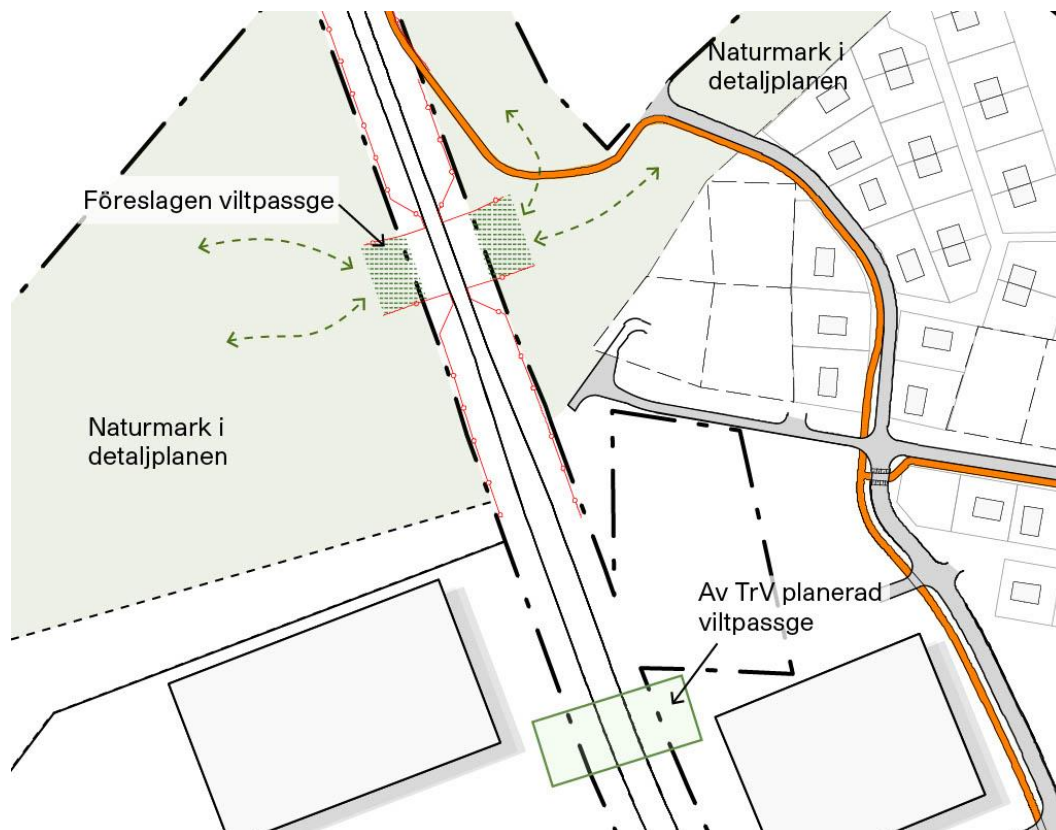 Naturmark i
detaljplanen
Föreslagen viltpassge
Naturmark i
detaljplanen
Av TrV planerad
viltpassge